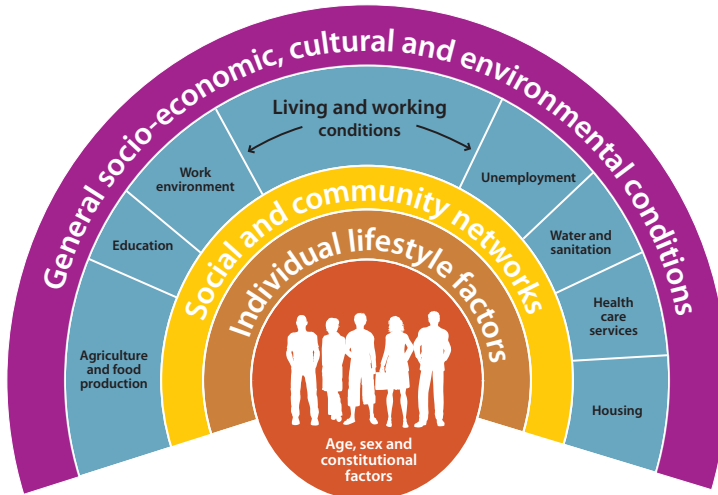 General socio-economic, cultural and environmental conditions
Living and working
conditions
Work
environment
Unemployment
Education
Water and
sanitation
Agriculture
and food
production
Health
care
services
Housing
Social and community networks
Individual lifestyle factors
Age, sex and
constitutional
factors